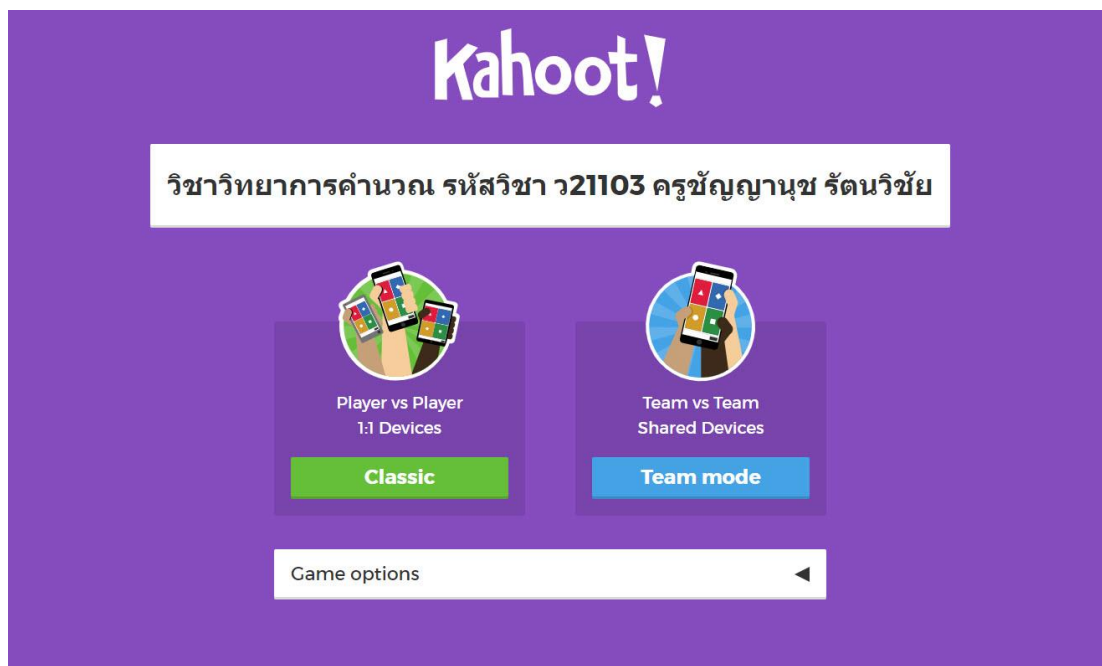 Kahoot!
วิชาวิทยาการคำนวณ รหัสวิชา ว21103 ครูชัญญานุช รัตนวิชัย
Player vs Player
1:1 Devices
Classic
Team vs Team
Shared Devices
Team mode
Game options